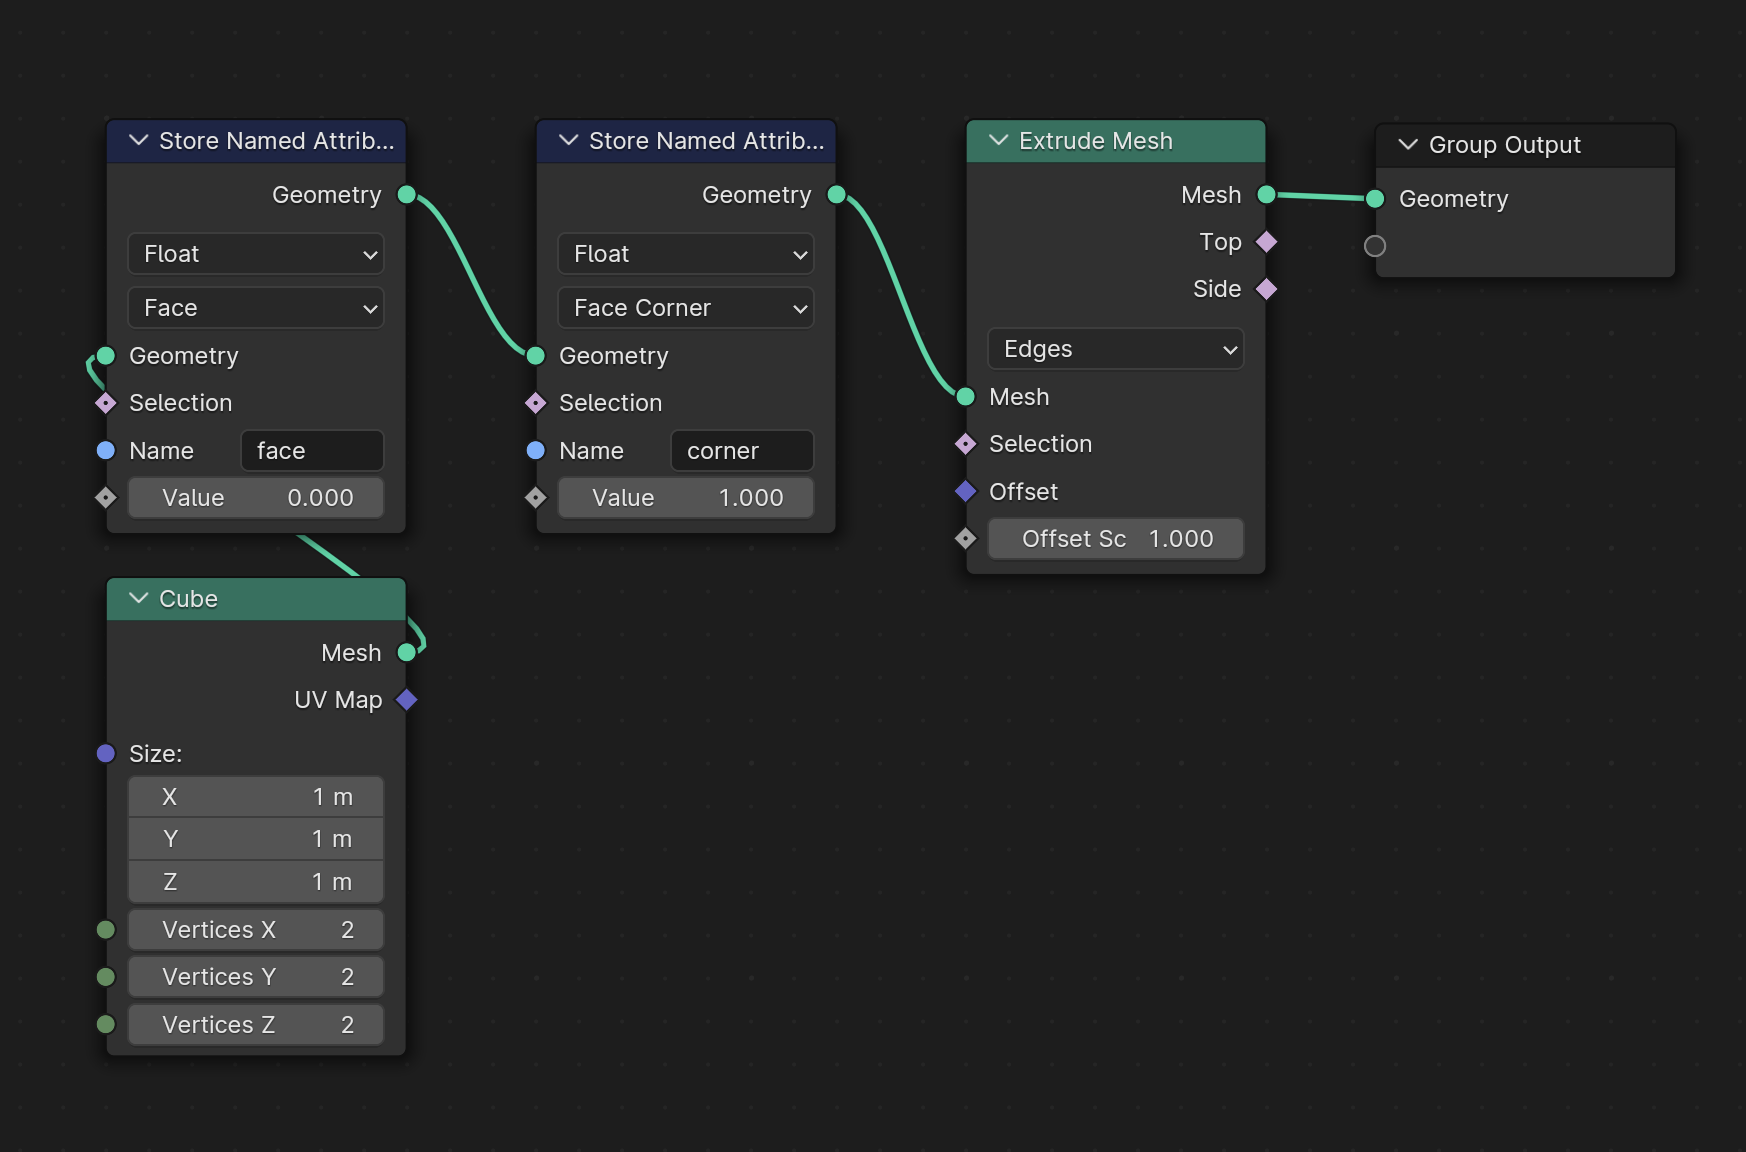 Store Named Attrib...
Geometry
Float
Face
Geometry
Selection
Name face
Value 0.000
Cube
Mesh
UV Map
Size:
X 1 m
Y 1 m
Z 1 m
Vertices X 2
Vertices Y 2
Vertices Z 2
Store Named Attrib...
Geometry
Float
Face Corner
Geometry
Selection
Name corner
Value 1.000
Extrude Mesh
Mesh
Top
Side
Edges
Mesh
Selection
Offset
Offset Sc 1.000
Group Output
Geometry